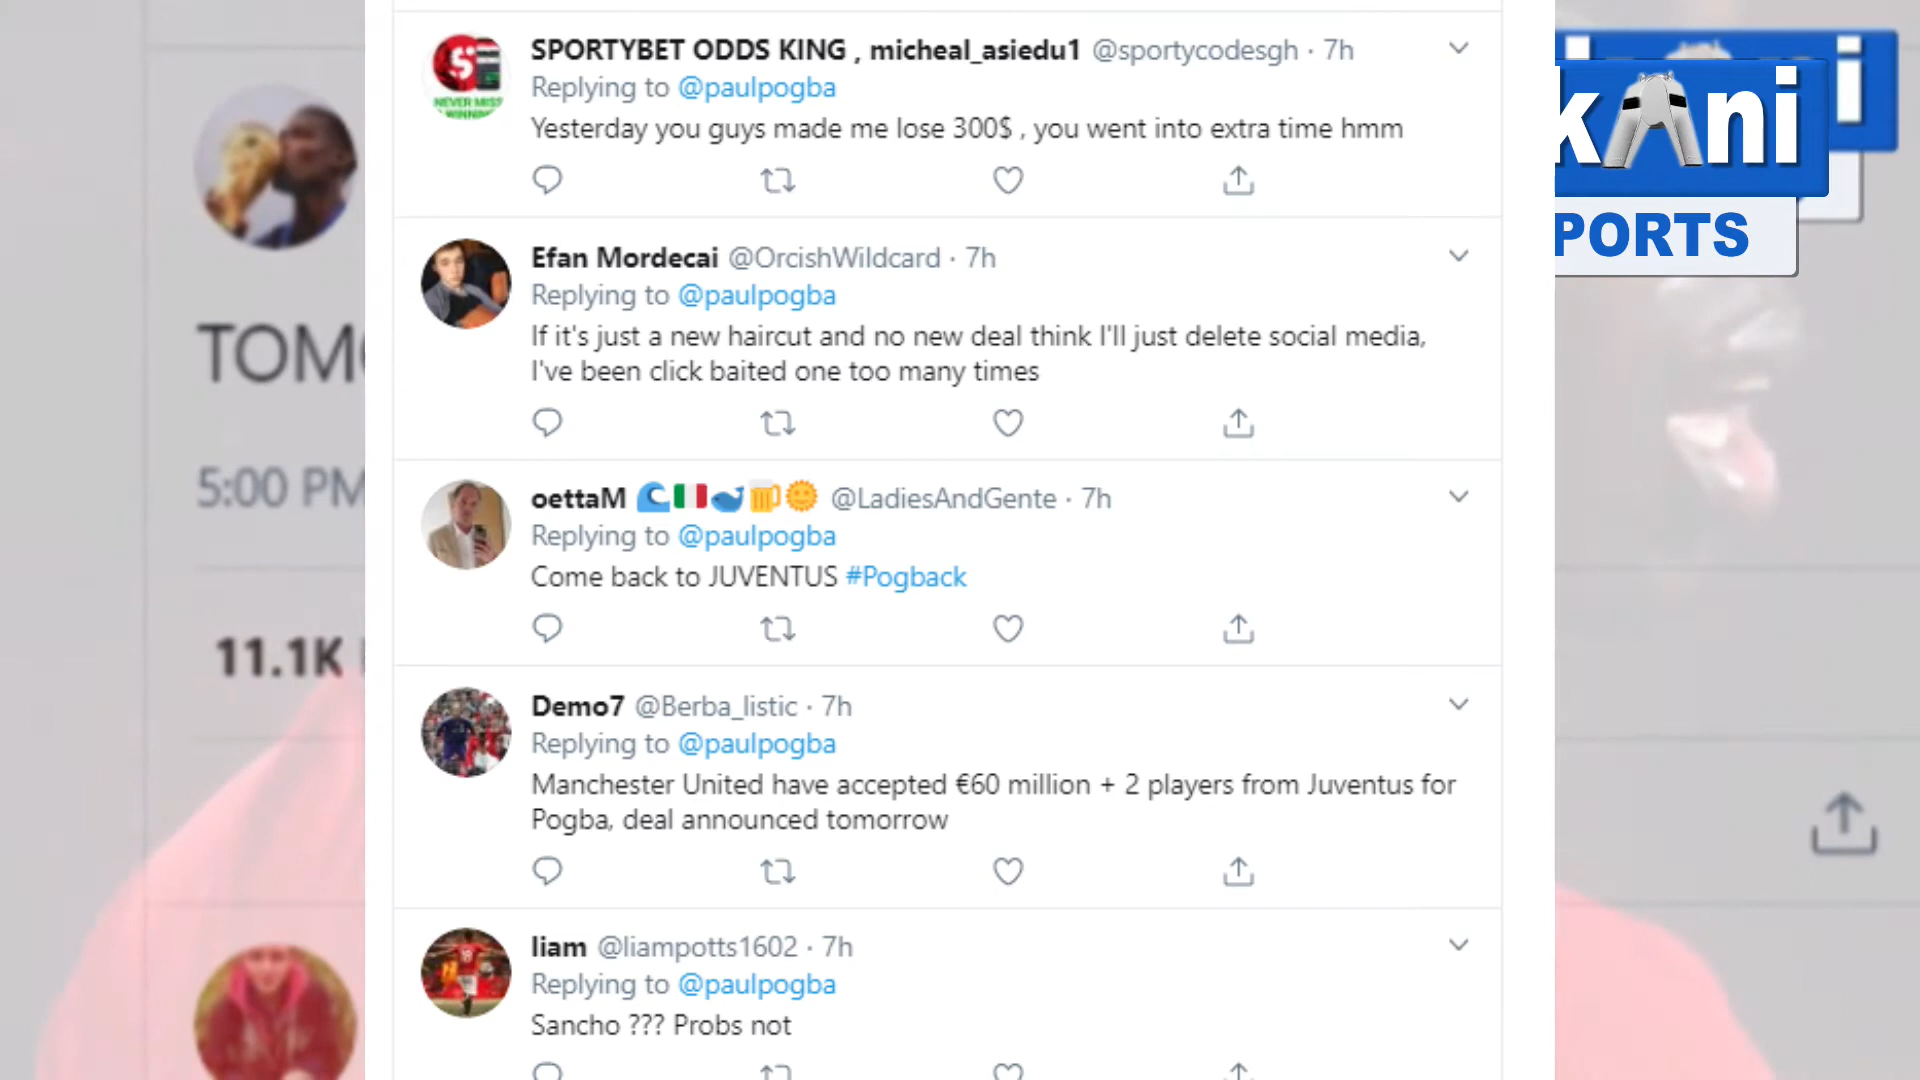 SPORTYBET ODDS KING , micheal_asiedu1 @sportycodesgh · 7h
Replying to @paulpogba
Yesterday you guys made me lose 300$ , you went into extra time hmm
Efan Mordecai @OrcishWildcard · 7h
Replying to @paulpogba
If it's just a new haircut and no new deal think I'll just delete social media,
I've been click baited one too many times
oettaM 🌊🇮🇹🐋🍺🌞 @LadiesAndGente · 7h
Replying to @paulpogba
Come back to JUVENTUS #Pogback
Demo7 @Berba_listic · 7h
Replying to @paulpogba
Manchester United have accepted €60 million + 2 players from Juventus for
Pogba, deal announced tomorrow
liam @liampotts1602 · 7h
Replying to @paulpogba
Sancho ??? Probs not
TOMO
5:00 PM
11.1K
kAni
PORTS
NEVER MISS
WINNING